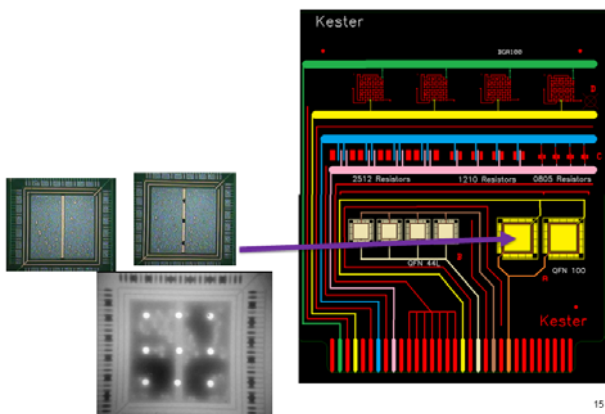 Kester
BGA100
B
C
2512 Resistors
1210 Resistors
0805 Resistors
QFN 44L
QFN 100
A
Kester
15